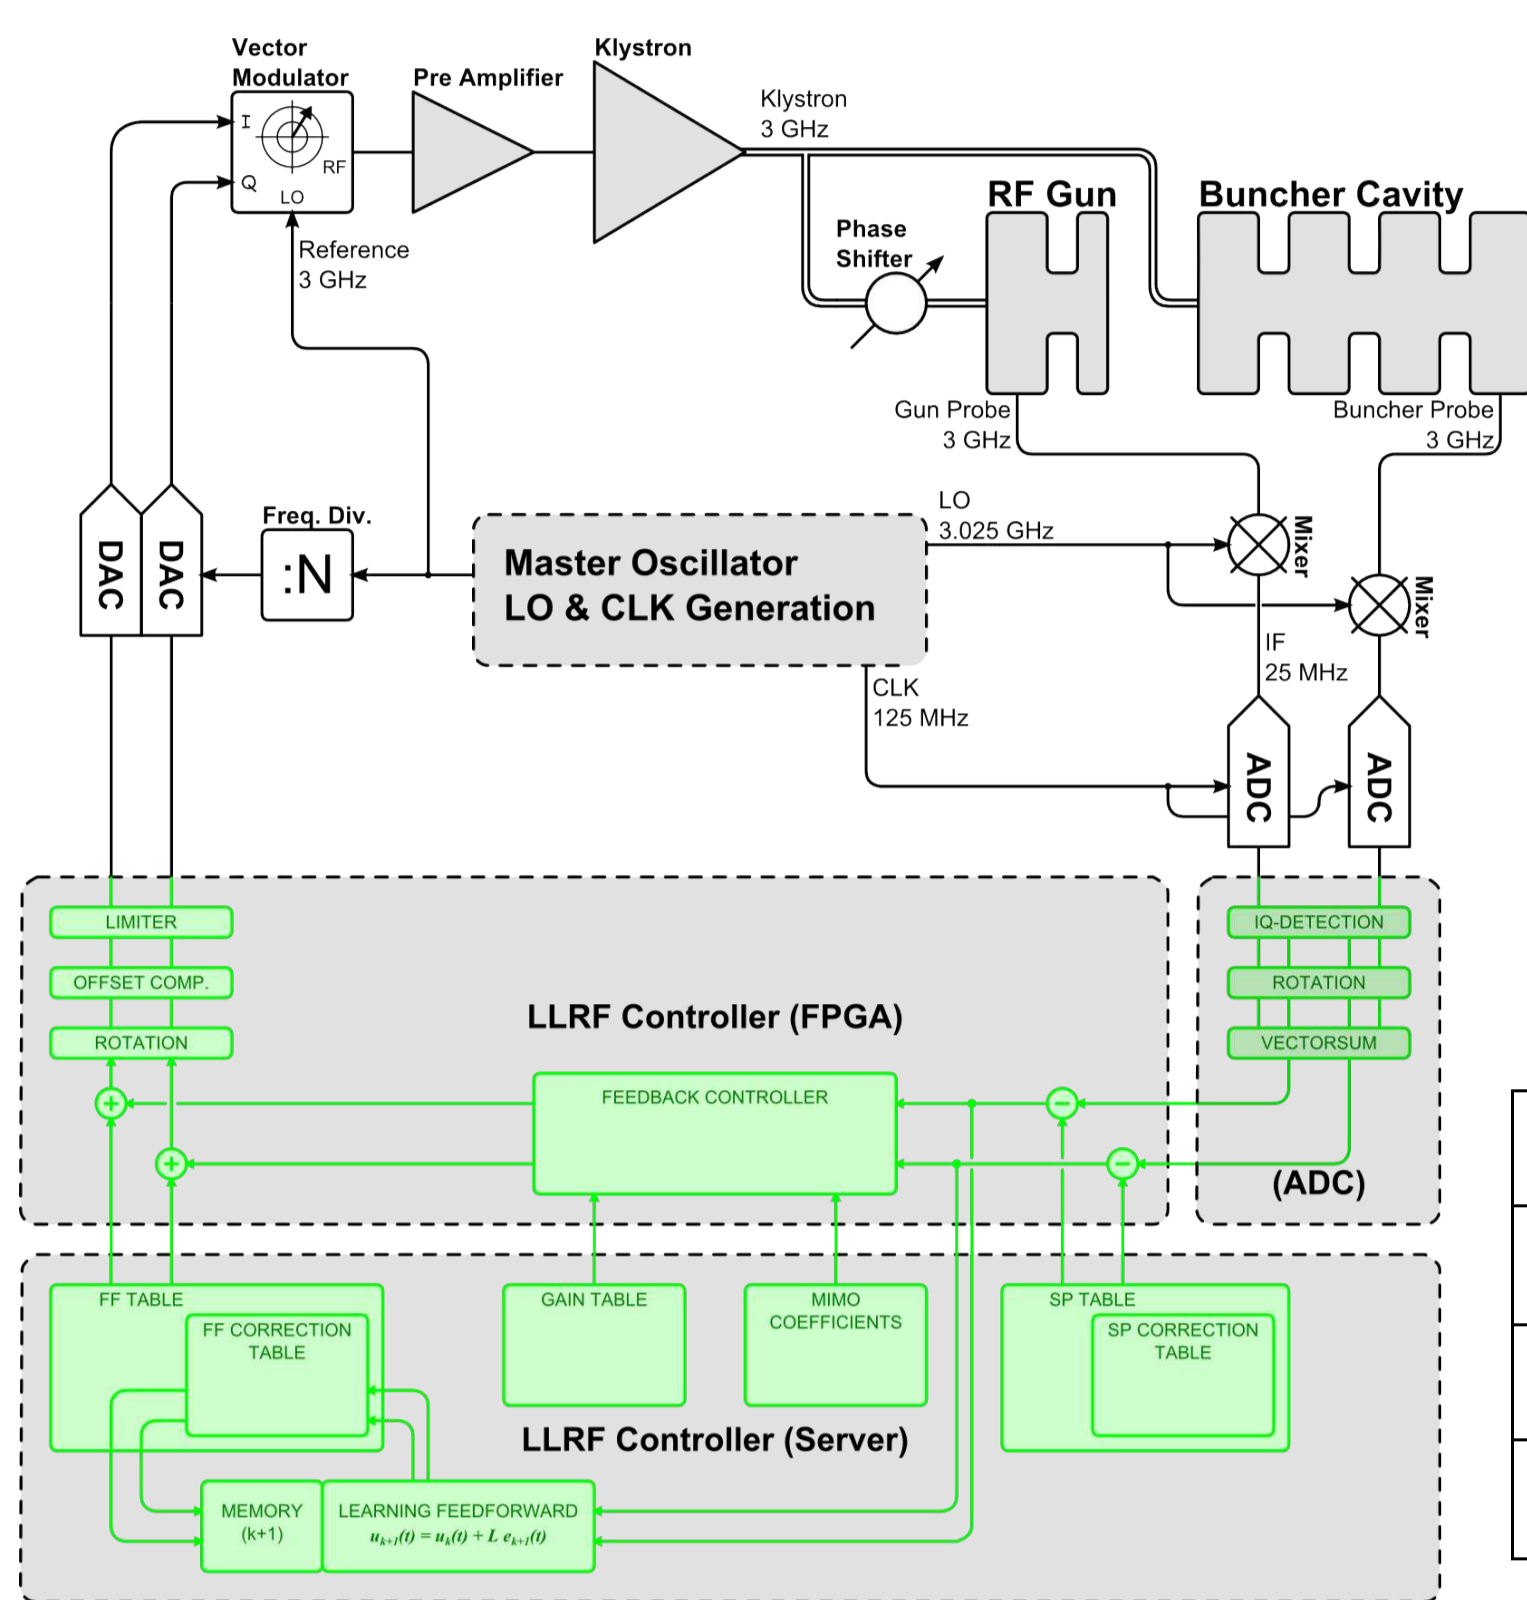 Vector
Modulator
Pre Amplifier
Klystron
I
Q
RF
LO
Klystron
3 GHz
RF Gun
Buncher Cavity
Phase
Shifter
Reference
3 GHz
Gun Probe
3 GHz
Buncher Probe
3 GHz
DAC
DAC
Freq. Div.
:N
Master Oscillator
LO & CLK Generation
LO
3.025 GHz
Mixer
Mixer
IF
25 MHz
CLK
125 MHz
ADC
ADC
LIMITER
OFFSET COMP.
ROTATION
LLRF Controller (FPGA)
IQ-DETECTION
ROTATION
VECTORSUM
FEEDBACK CONTROLLER
+
+
−
−
(ADC)
FF TABLE
FF CORRECTION
TABLE
GAIN TABLE
MIMO
COEFFICIENTS
SP TABLE
SP CORRECTION
TABLE
LLRF Controller (Server)
MEMORY
(k+1)
LEARNING FEEDFORWARD
u_{k+1}(t) = u_k(t) + L e_{k+1}(t)